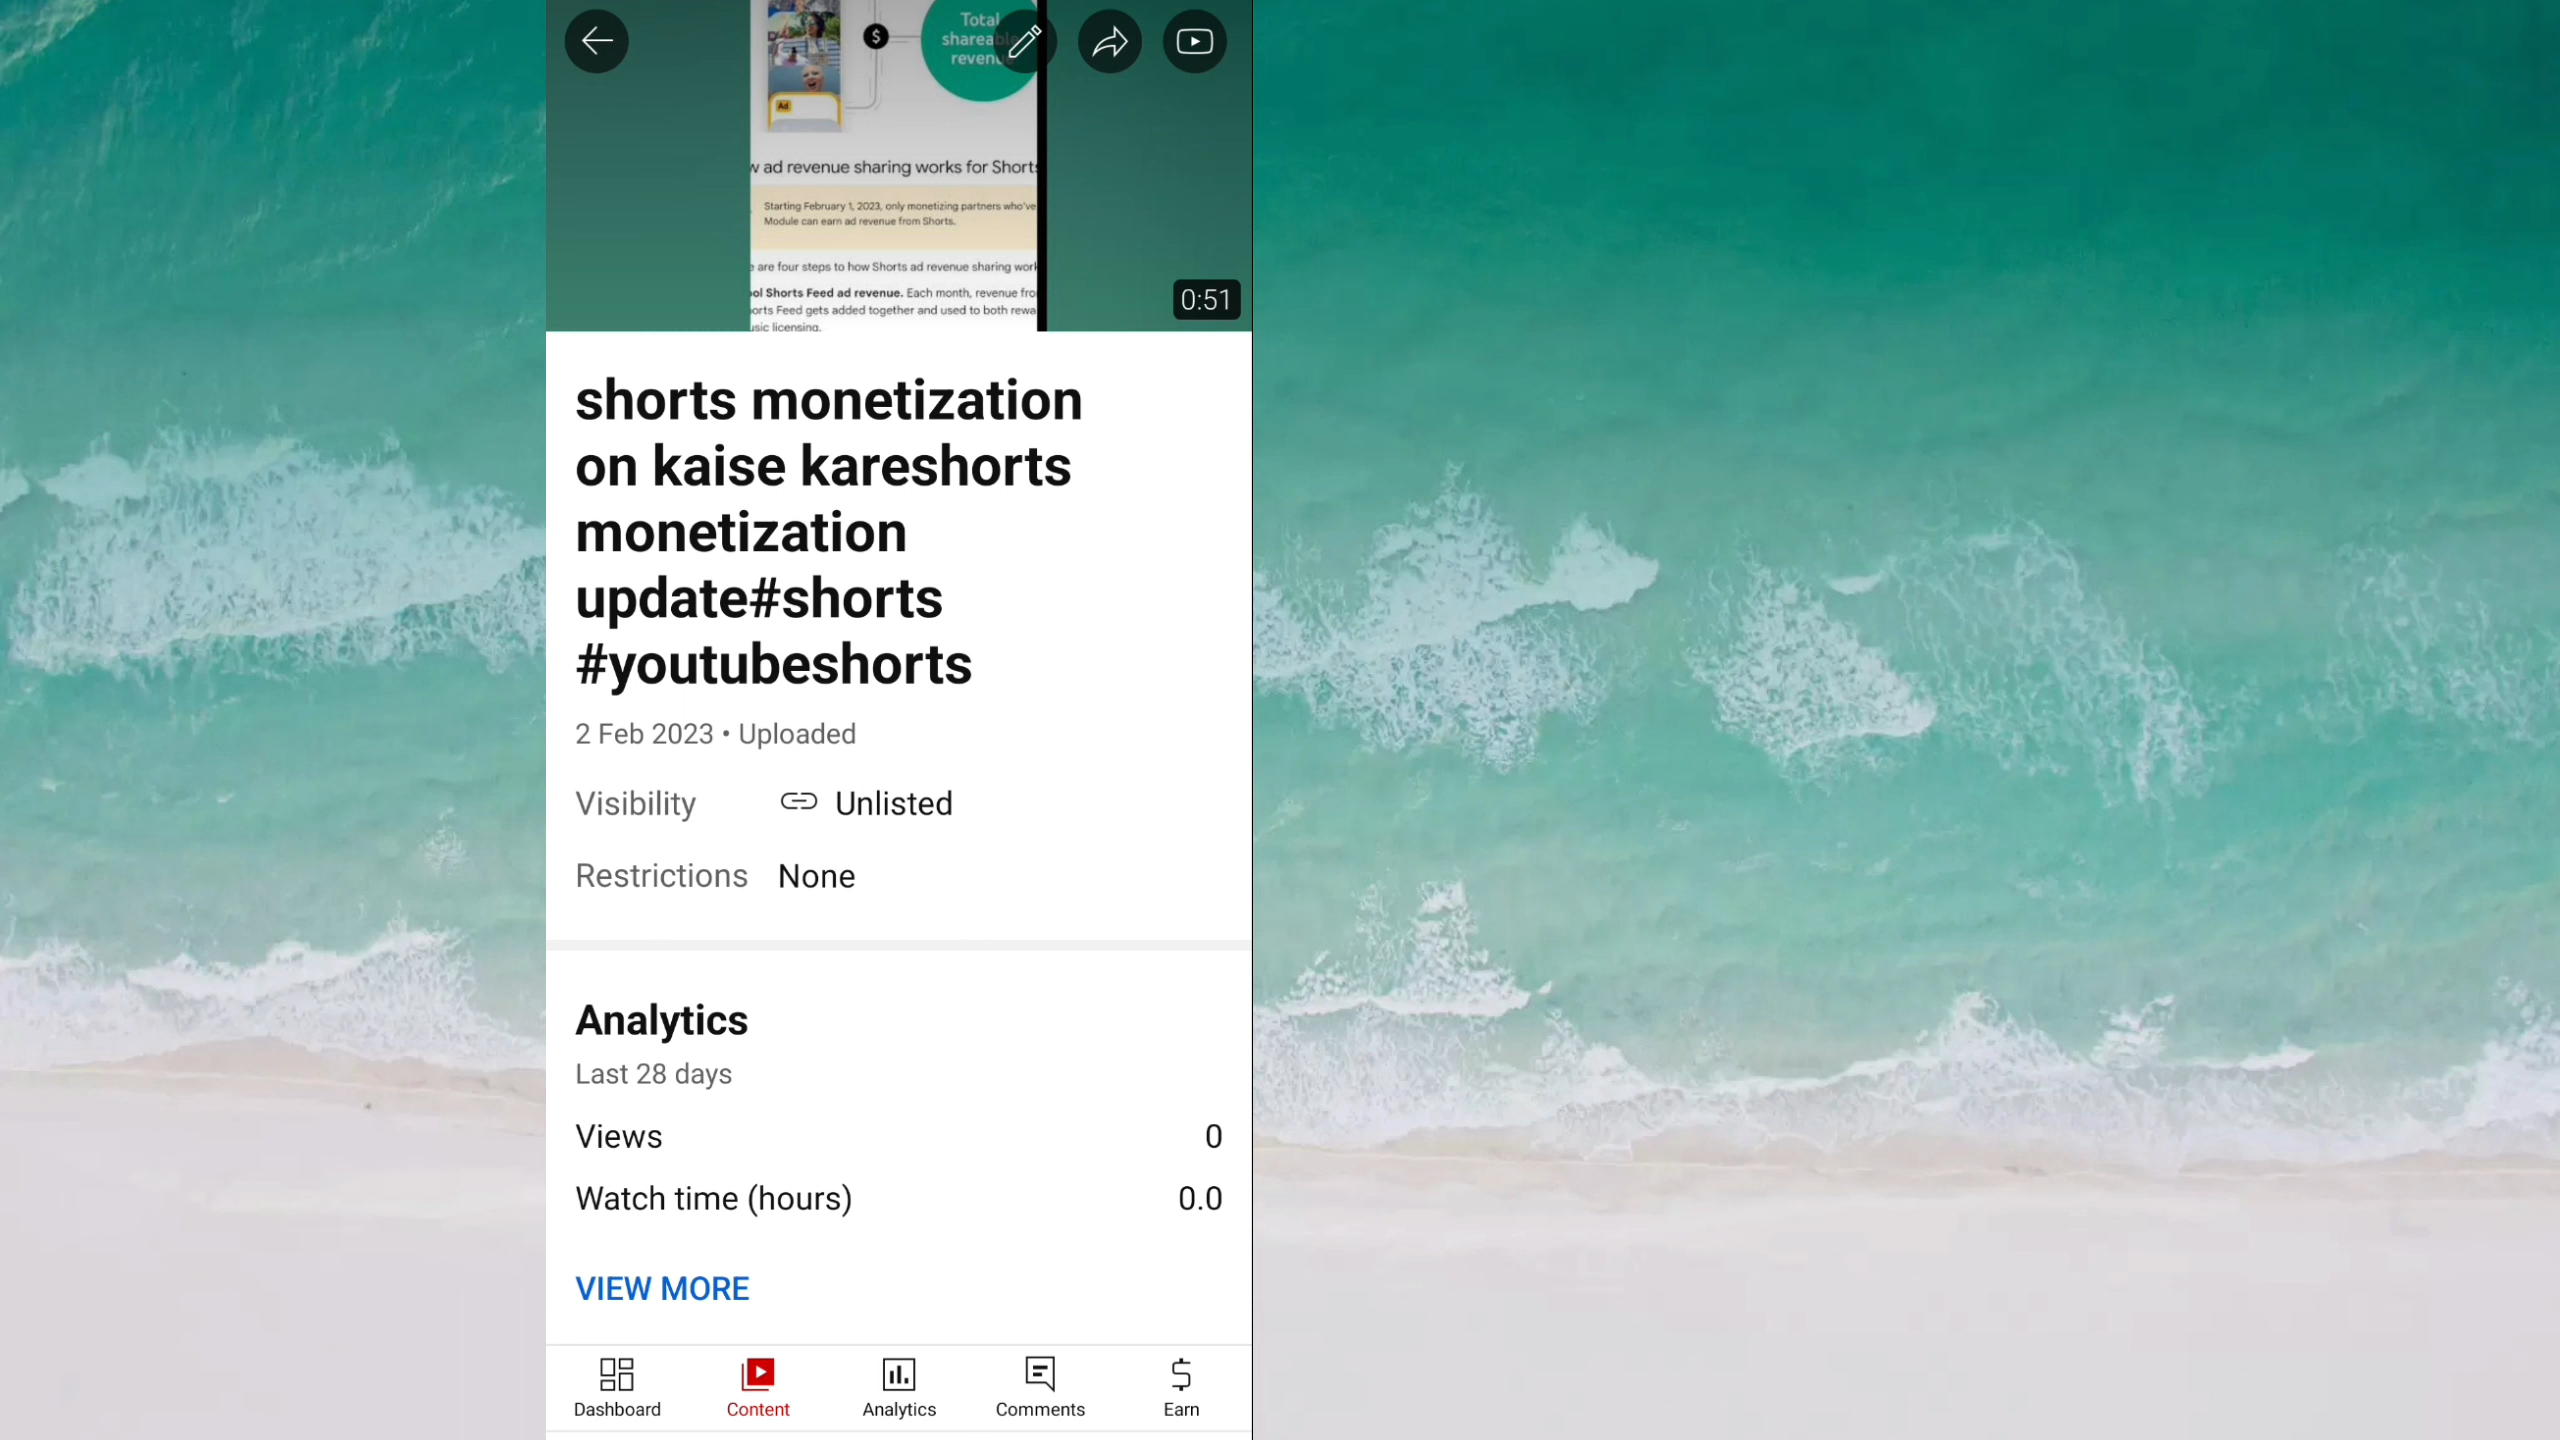 Total
shareable
revenue
$
Ad
ad revenue sharing works for Shorts
Starting February 1, 2023, only monetizing partners who've
Module can earn ad revenue from Shorts.
are four steps to how Shorts ad revenue sharing
Shorts Feed ad revenue. Each month, revenue
Feed gets added together and used to both
licensing.
0:51
shorts monetization
on kaise kareshorts
monetization
update#shorts
#youtubeshorts
2 Feb 2023 • Uploaded
Visibility Unlisted
Restrictions None
Analytics
Last 28 days
Views 0
Watch time (hours) 0.0
VIEW MORE
Dashboard Content Analytics Comments Earn